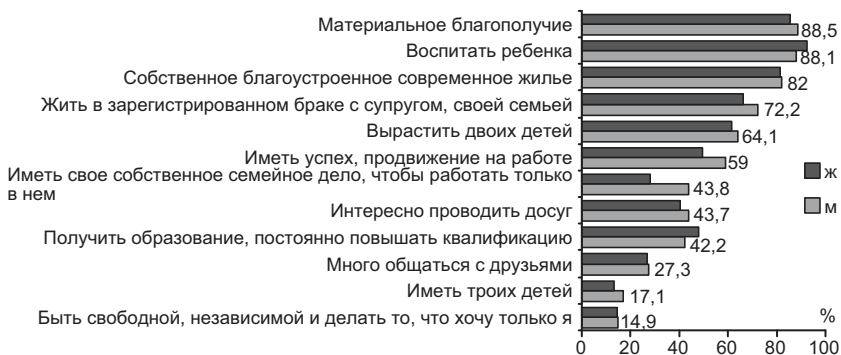 Материальное благополучие
88,5
Воспитать ребенка
88,1
Собственное благоустроенное современное жилье
82
Жить в зарегистрированном браке с супругом, своей семьей
72,2
Вырастить двоих детей
64,1
Иметь успех, продвижение на работе
59
Иметь свое собственное семейное дело, чтобы работать только
в нем
43,8
Интересно проводить досуг
43,7
Получить образование, постоянно повышать квалификацию
42,2
Много общаться с друзьями
27,3
Иметь троих детей
17,1
Быть свободной, независимой и делать то, что хочу только я
14,9
ж
м
%
0 20 40 60 80 100